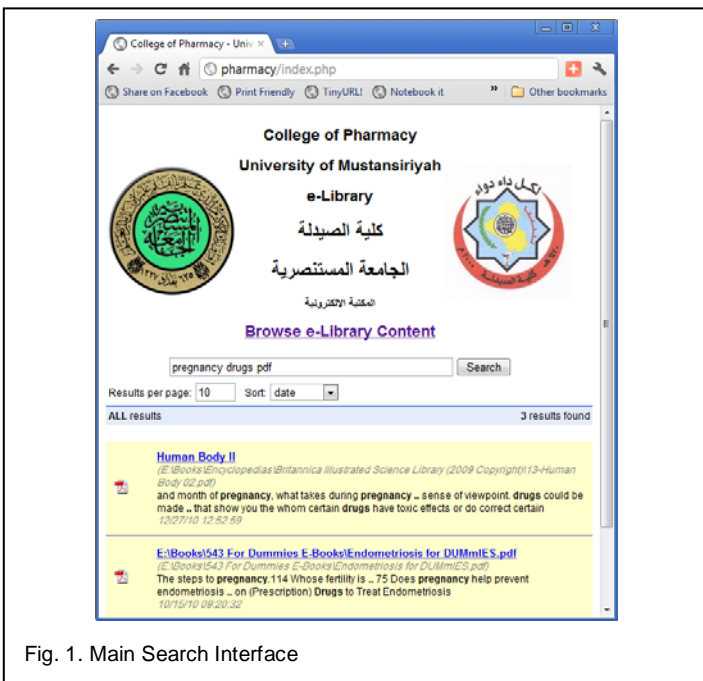 College of Pharmacy - Univ
pharmacy/index.php
Share on Facebook Print Friendly TinyURL! Notebook it » Other bookmarks
College of Pharmacy
University of Mustansiriyah
e-Library
كلية الصيدلة
الجامعة المستنصرية
المكتبة الالكترونية
لكل داء دواء
Browse e-Library Content
pregnancy drugs pdf Search
Results per page: 10 Sort: date
ALL results 3 results found
Human Body II
(E:\Books\Encyclopedias\Britannica Illustrated Science Library (2009 Copyright)\13-Human
Body 02.pdf)
and month of pregnancy, what takes during pregnancy .. sense of viewpoint. drugs could be
made .. that show you the whom certain drugs have toxic effects or do correct certain
12/27/10 12:52:59
E:\Books\543 For Dummies E-Books\Endometriosis for DUMmIES.pdf
(E:\Books\543 For Dummies E-Books\Endometriosis for DUMmIES.pdf)
The steps to pregnancy.114 Whose fertility is .. 75 Does pregnancy help prevent
endometriosis .. on (Prescription) Drugs to Treat Endometriosis
10/15/10 09:20:32
Fig. 1. Main Search Interface